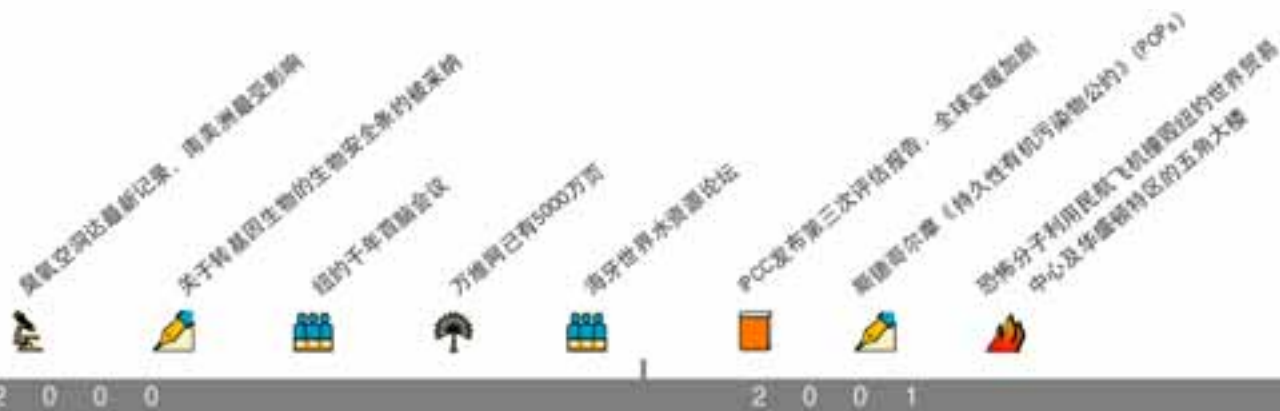 臭氧空洞达最新记录，南美洲最受影响
关于转基因生物的生物安全条约被采纳
纽约千年首脑会议
万维网已有5000万页
海牙世界水资源论坛
IPCC发布第三次评估报告，全球变暖加剧
斯德哥尔摩《持久性有机污染物公约》(POPs)
恐怖分子利用民航飞机撞毁纽约世界贸易
中心及华盛顿特区的五角大楼
2000
2001